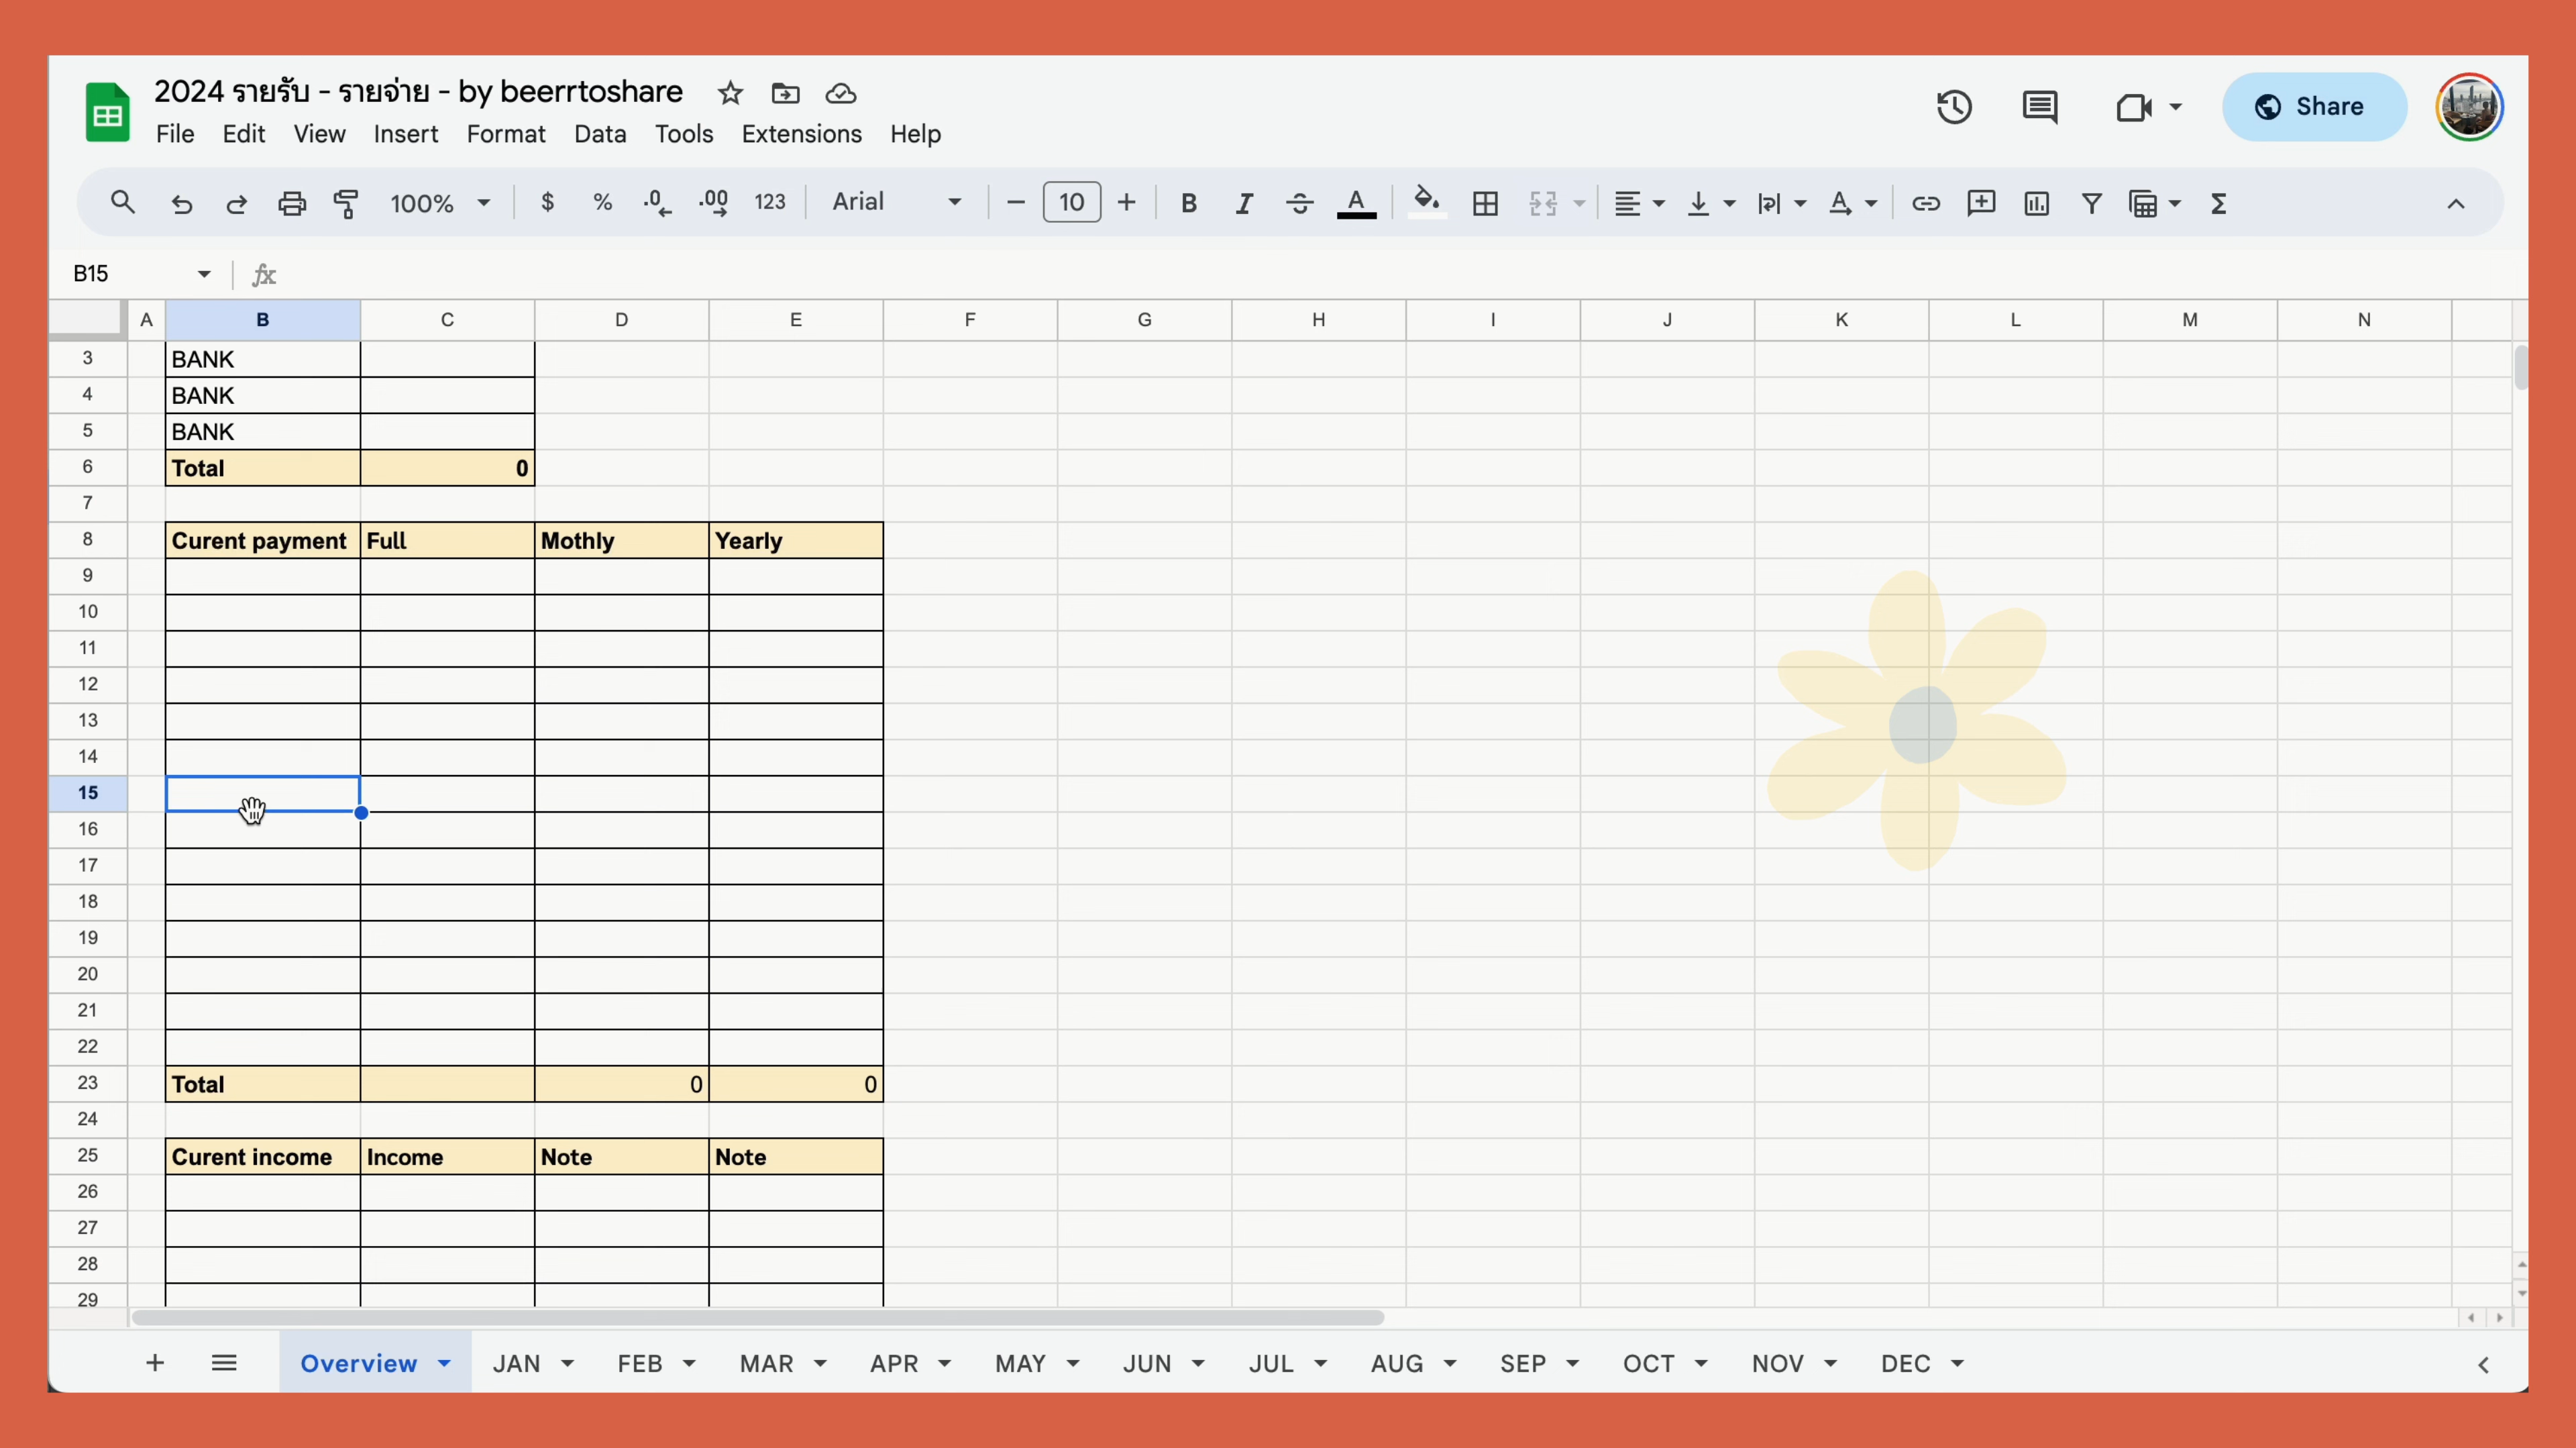 2024 รายรับ - รายจ่าย - by beerrtoshare
File Edit View Insert Format Data Tools Extensions Help
Share
100% $ % .0 .00 123 Arial 10 B I S A A Σ
B15 fx
A B C D E F G H I J K L M N
3 BANK
4 BANK
5 BANK
6 Total 0
7
8 Curent payment Full Mothly Yearly
9
10
11
12
13
14
15
16
17
18
19
20
21
22
23 Total 0 0
24
25 Curent income Income Note Note
26
27
28
29
Overview JAN FEB MAR APR MAY JUN JUL AUG SEP OCT NOV DEC